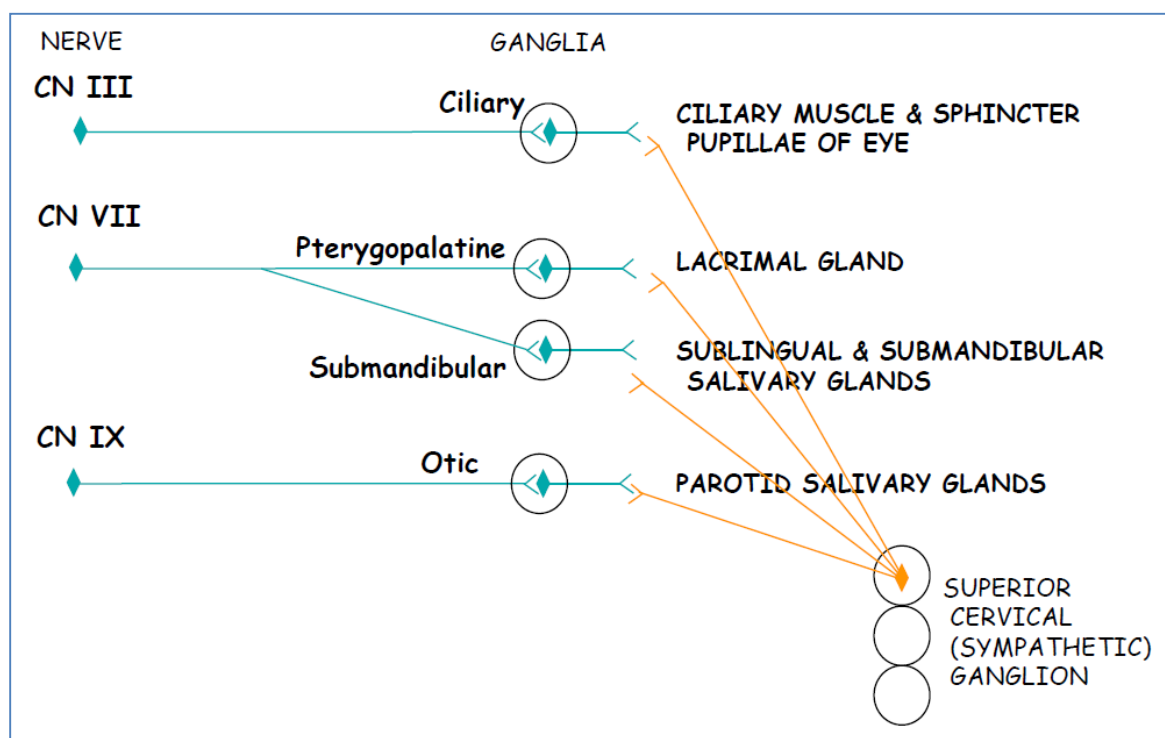 NERVE
GANGLIA
CN III
Ciliary
CILIARY MUSCLE & SPHINCTER
PUPILLAE OF EYE
CN VII
Pterygopalatine
LACRIMAL GLAND
Submandibular
SUBLINGUAL & SUBMANDIBULAR
SALIVARY GLANDS
CN IX
Otic
PAROTID SALIVARY GLANDS
SUPERIOR
CERVICAL
(SYMPATHETIC)
GANGLION